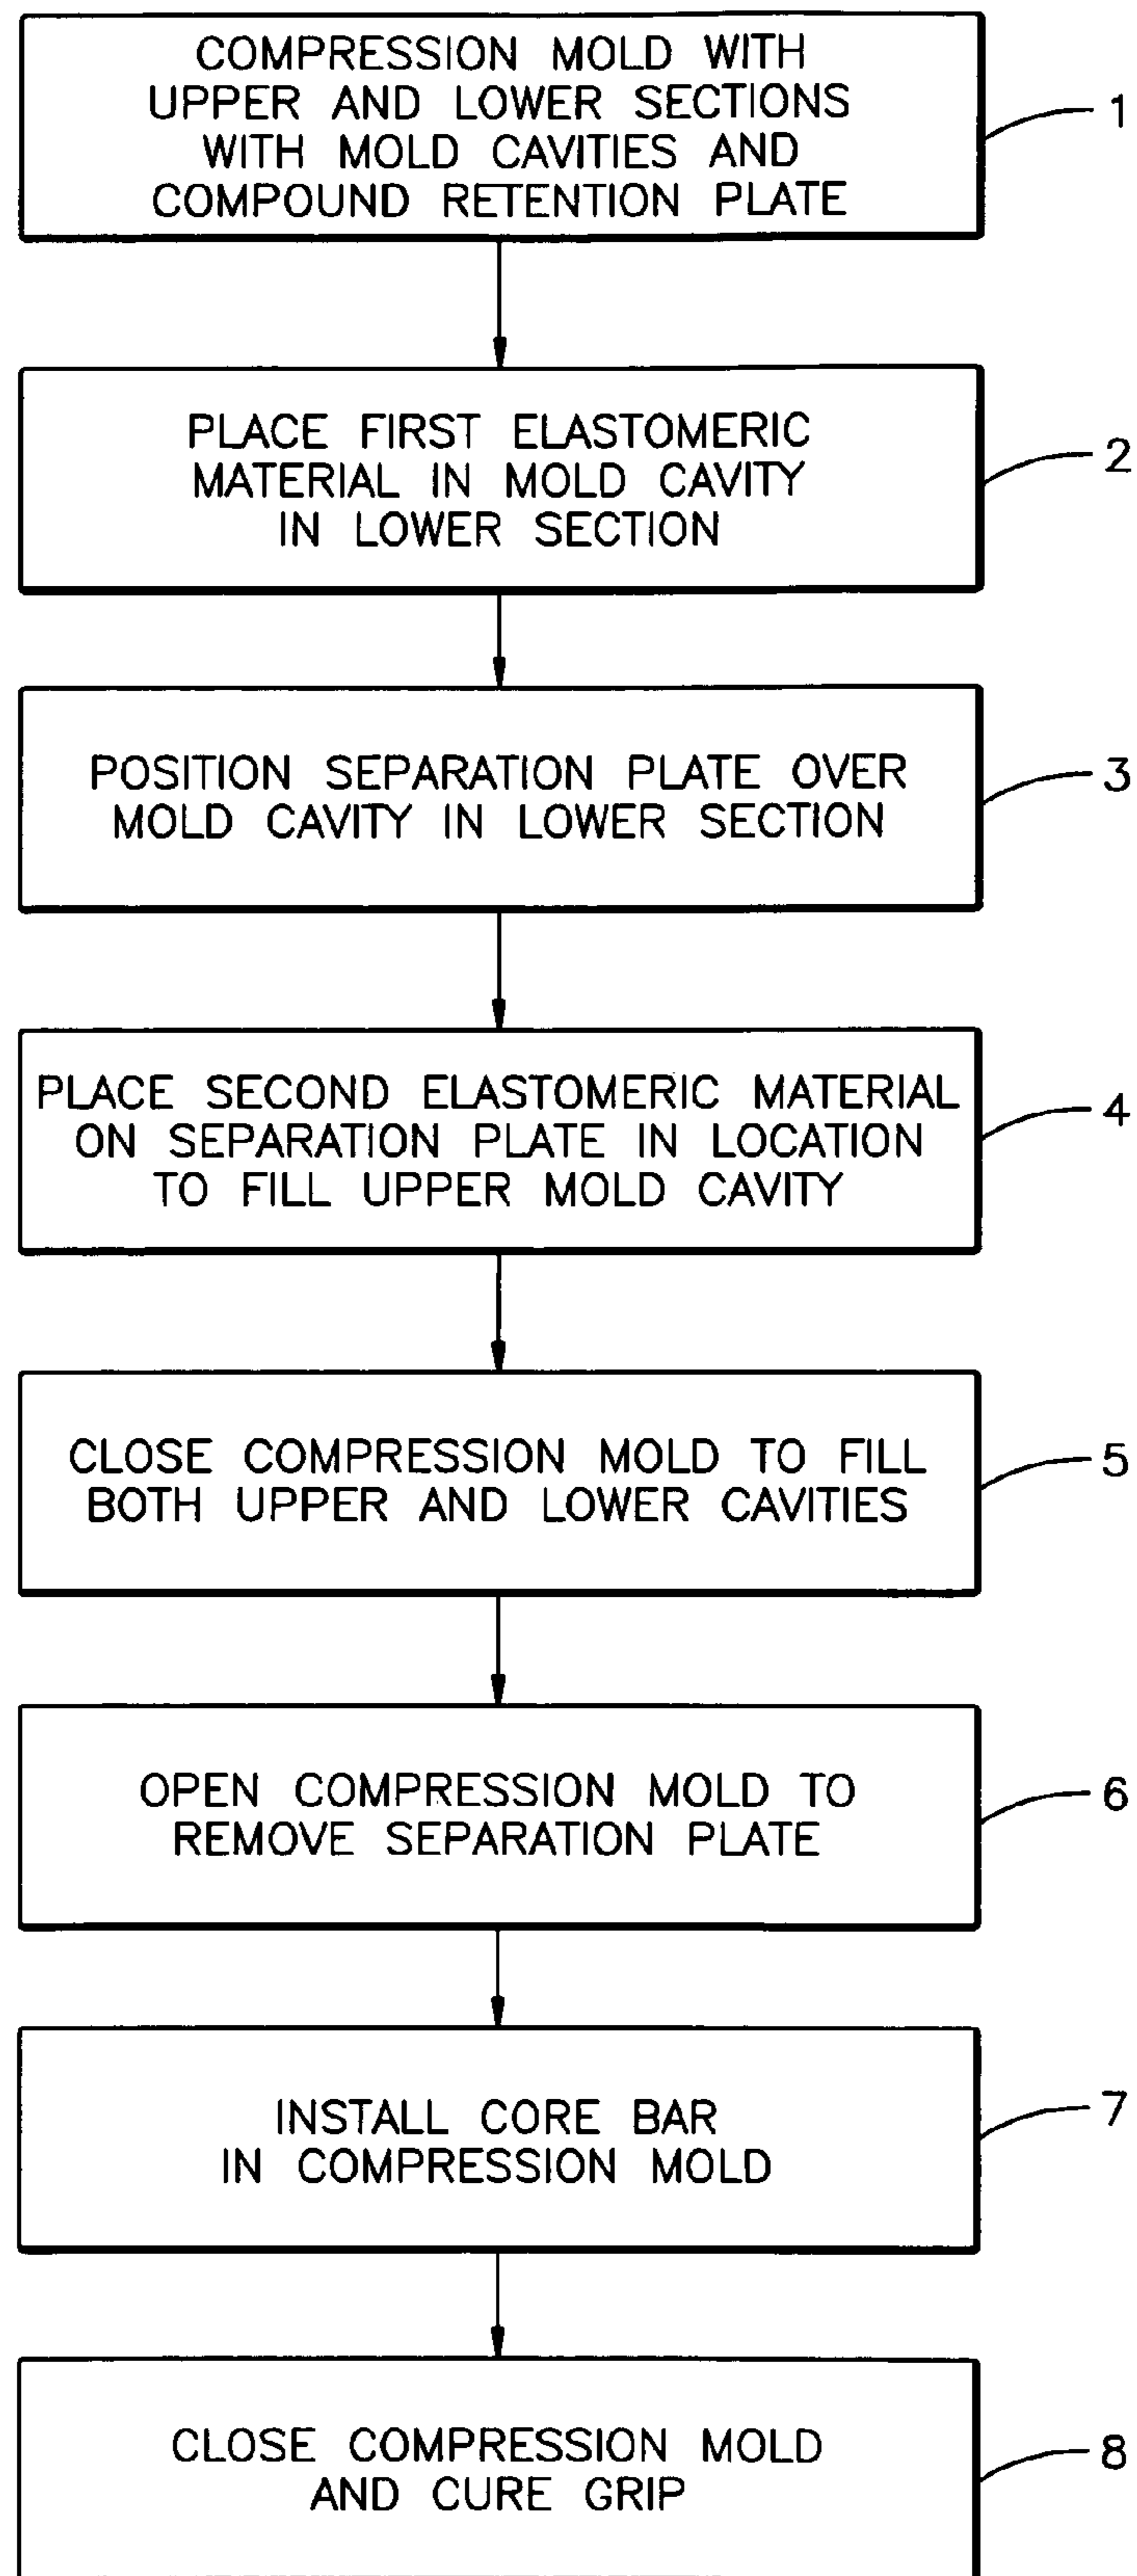 COMPRESSION MOLD WITH
UPPER AND LOWER SECTIONS
WITH MOLD CAVITIES AND
COMPOUND RETENTION PLATE
1
PLACE FIRST ELASTOMERIC
MATERIAL IN MOLD CAVITY
IN LOWER SECTION
2
POSITION SEPARATION PLATE OVER
MOLD CAVITY IN LOWER SECTION
3
PLACE SECOND ELASTOMERIC MATERIAL
ON SEPARATION PLATE IN LOCATION
TO FILL UPPER MOLD CAVITY
4
CLOSE COMPRESSION MOLD TO FILL
BOTH UPPER AND LOWER CAVITIES
5
OPEN COMPRESSION MOLD TO
REMOVE SEPARATION PLATE
6
INSTALL CORE BAR
IN COMPRESSION MOLD
7
CLOSE COMPRESSION MOLD
AND CURE GRIP
8